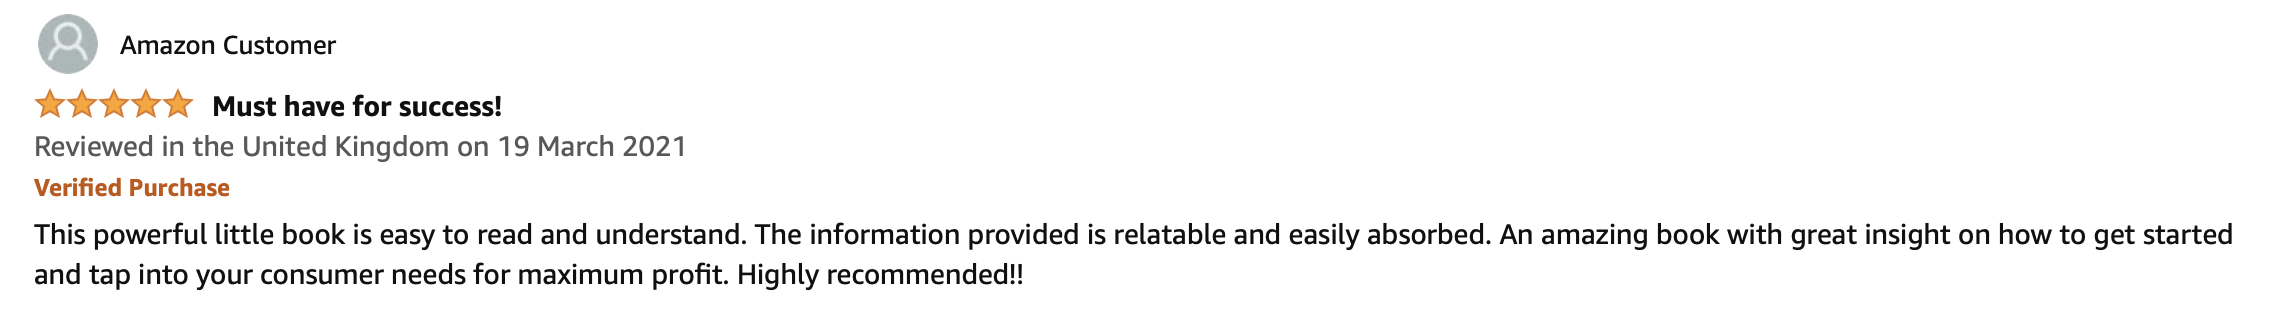 Amazon Customer
Must have for success!
Reviewed in the United Kingdom on 19 March 2021
Verified Purchase
This powerful little book is easy to read and understand. The information provided is relatable and easily absorbed. An amazing book with great insight on how to get started
and tap into your consumer needs for maximum profit. Highly recommended!!